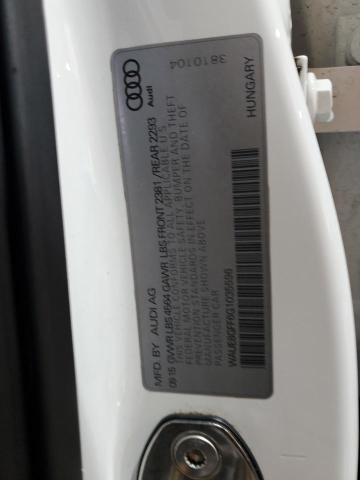 MFD. BY AUDI AG
09.15 GVWR LBS 4564 GAWR LBS FRONT 2381/REAR 2293
THIS VEHICLE CONFORMS TO ALL APPLICABLE U.S.
FEDERAL MOTOR VEHICLE SAFETY, BUMPER AND THEFT
PREVENTION STANDARDS IN EFFECT ON THE DATE OF
MANUFACTURE SHOWN ABOVE
PASSENGER CAR
WAUE8GFF6G1035596
Audi
3810104
HUNGARY